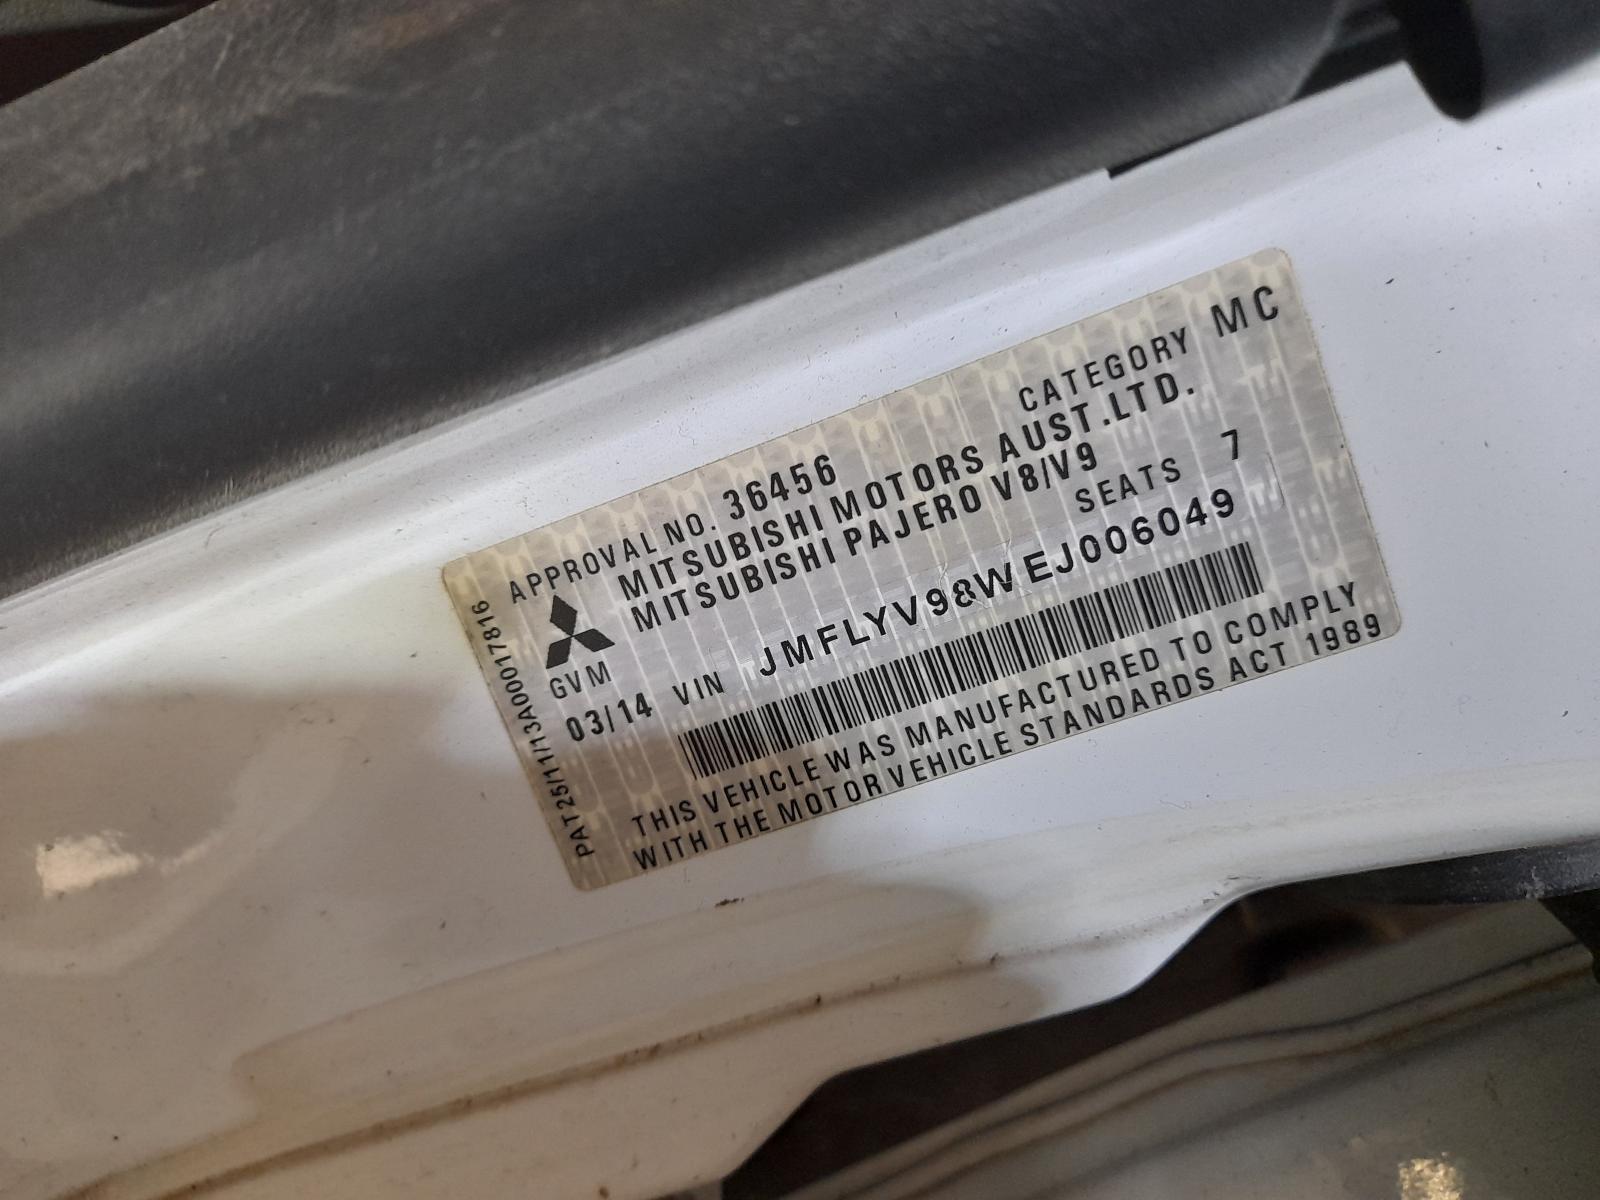 APPROVAL NO. 36456 CATEGORY MC
MITSUBISHI MOTORS AUST.LTD.
MITSUBISHI PAJERO V8/V9
GVM SEATS 7
03/14 VIN JMFLYV98WEJ006049
THIS VEHICLE WAS MANUFACTURED TO COMPLY
WITH THE MOTOR VEHICLE STANDARDS ACT 1989
PAT25/11/13A00017816